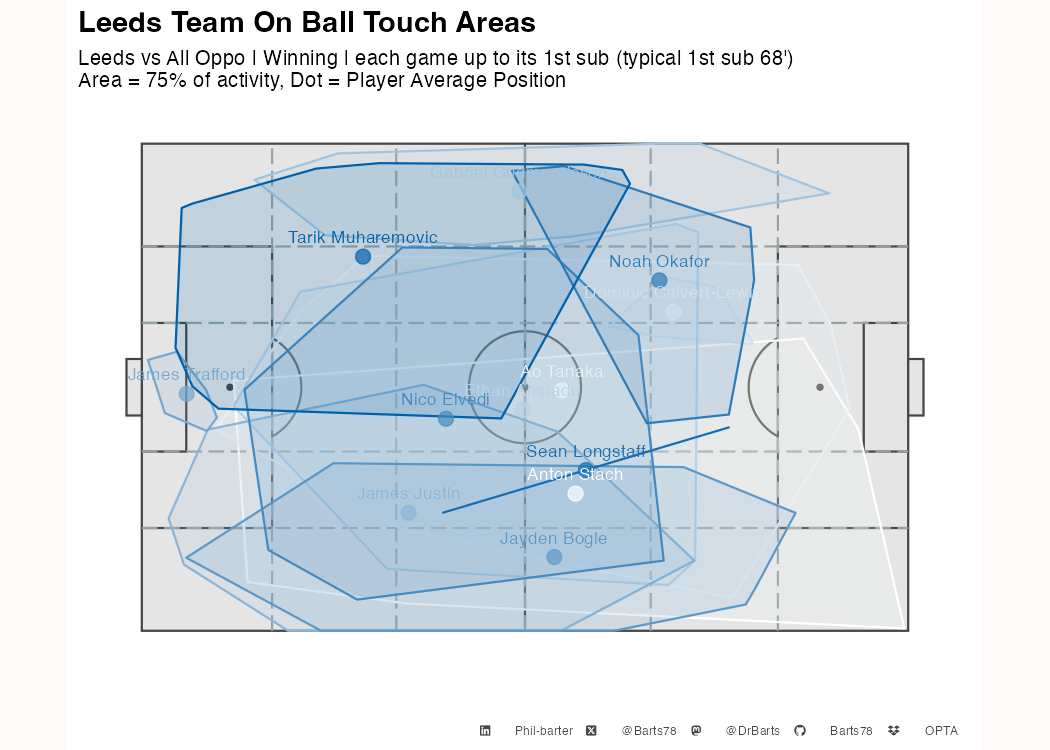 Leeds Team On Ball Touch Areas
Leeds vs All Oppo | Winning | each game up to its 1st sub (typical 1st sub 68')
Area = 75% of activity, Dot = Player Average Position
Gabriel
Tarik Muharemovic
Noah Okafor
Dominic Calvert-Lewin
James Trafford
Ao Tanaka
Ethan Ampadu
Nico Elvedi
Sean Longstaff
Anton Stach
James Justin
Jayden Bogle
Phil-barter @Barts78 @DrBarts Barts78 OPTA